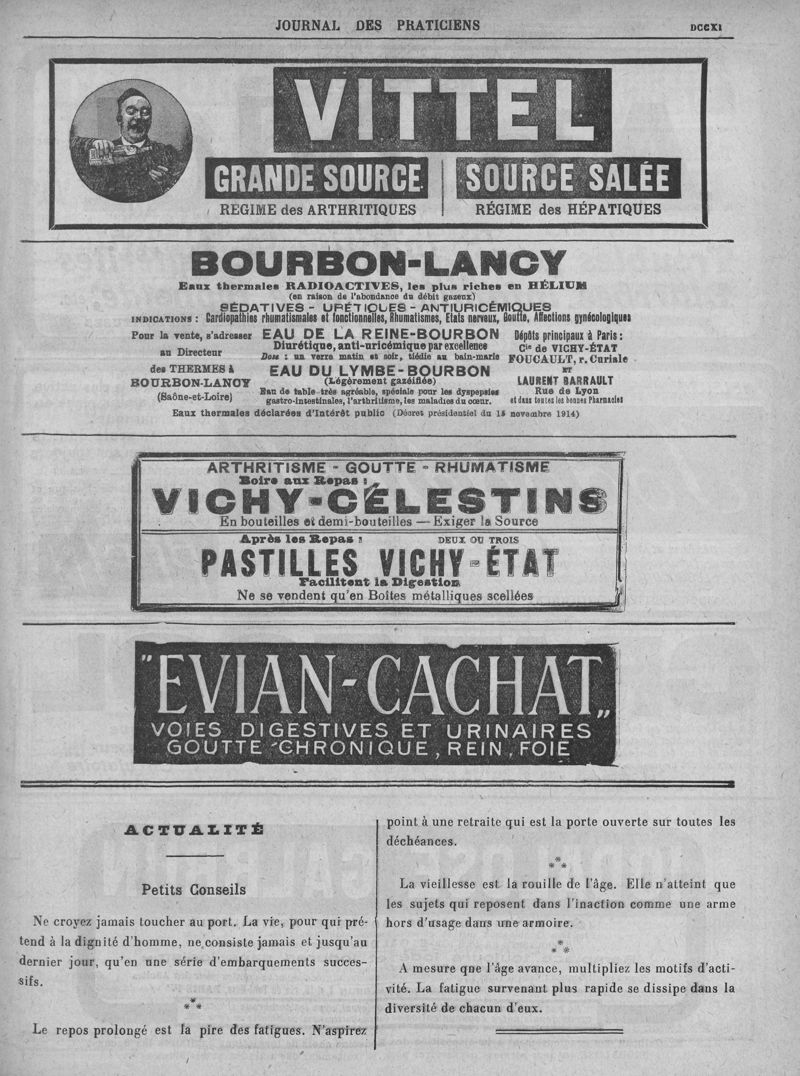 JOURNAL DES PRATICIENS
DCCXI
VITTEL
GRANDE SOURCE
REGIME des ARTHRITIQUES
SOURCE SALÉE
RÉGIME des HÉPATIQUES
BOURBON-LANCY
Eaux thermales RADIOACTIVES, les plus riches en HÉLIUM
(en raison de l'abondance du débit gazeux)
SÉDATIVES - URÉTIQUES - ANTIURICÉMIQUES
INDICATIONS : Cardiopathies rhumatismales et fonctionnelles, Rhumatismes, Etats nerveux, Goutte, Affections gynécologiques
Pour la vente, s'adresser
au Directeur
des THERMES à
BOURBON-LANCY
(Saône-et-Loire)
EAU DE LA REINE-BOURBON
Diurétique, anti-uricémique par excellence
Dose : un verre matin et soir, tiédie au bain-marie
EAU DU LYMBE-BOURBON
(Légèrement gazéifiée)
Eau de table très agréable, spéciale pour les dyspepsies
gastro-intestinales, l'arthritisme, les maladies du cœur.
Dépôts principaux à Paris :
Cie de VICHY-ÉTAT
FOUCAULT, r. Curiale
ET
LAURENT BARRAULT
Rue de Lyon
et dans toutes les bonnes Pharmacies
Eaux thermales déclarées d'Intérêt public (Décret présidentiel du 15 novembre 1914)
ARTHRITISME - GOUTTE - RHUMATISME
Boire aux Repas :
VICHY-CÉLESTINS
En bouteilles et demi-bouteilles — Exiger la Source
Après les Repas : DEUX OU TROIS
PASTILLES VICHY-ÉTAT
Facilitent la Digestion
Ne se vendent qu'en Boîtes métalliques scellées
"EVIAN-CACHAT„
VOIES DIGESTIVES ET URINAIRES
GOUTTE CHRONIQUE, REIN, FOIE
ACTUALITÉ
Petits Conseils
Ne croyez jamais toucher au port. La vie, pour qui pré-
tend à la dignité d'homme, ne consiste jamais et jusqu'au
dernier jour, qu'en une série d'embarquements succes-
sifs.
***
Le repos prolongé est la pire des fatigues. N'aspirez
point à une retraite qui est la porte ouverte sur toutes les
déchéances.
***
La vieillesse est la rouille de l'âge. Elle n'atteint que
les sujets qui reposent dans l'inaction comme une arme
hors d'usage dans une armoire.
***
A mesure qne l'âge avance, multipliez les motifs d'acti-
vité. La fatigue survenant plus rapide se dissipe dans la
diversité de chacun d'eux.